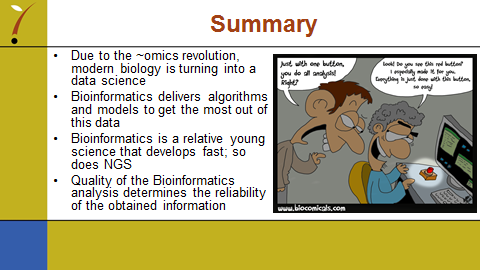 Summary
• Due to the ~omics revolution,
modern biology is turning into a
data science
• Bioinformatics delivers algorithms
and models to get the most out of
this data
• Bioinformatics is a relative young
science that develops fast; so
does NGS
• Quality of the Bioinformatics
analysis determines the reliability
of the obtained information
Just with one button,
you do all analysis!
Right?
Look! Do you see this red button?
I especially made it for you.
Everything is just done with this button,
so easy!
www.biocomicals.com